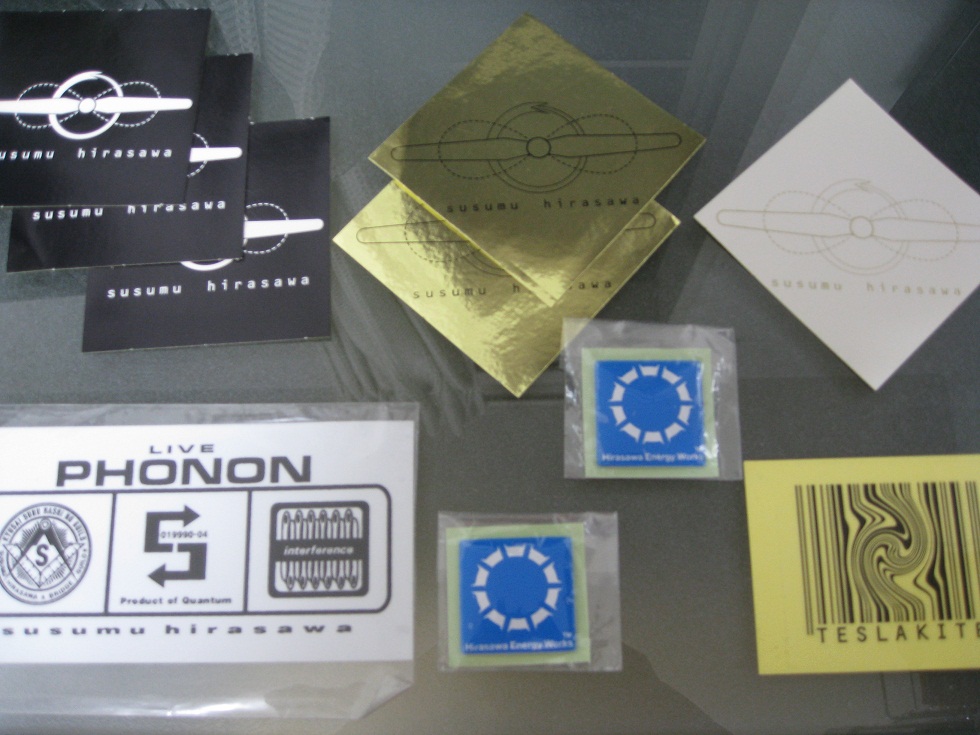 susumu hirasawa
susumu hirasawa
susumu hirasawa
susumu hirasawa
susumu h awa
susumu hirasawa
Hirasawa Energy Works
LIVE
PHONON
S
019990-04
Product of Quantum
interference
susumu hirasawa
Hirasawa Energy Works
TESLAKITE